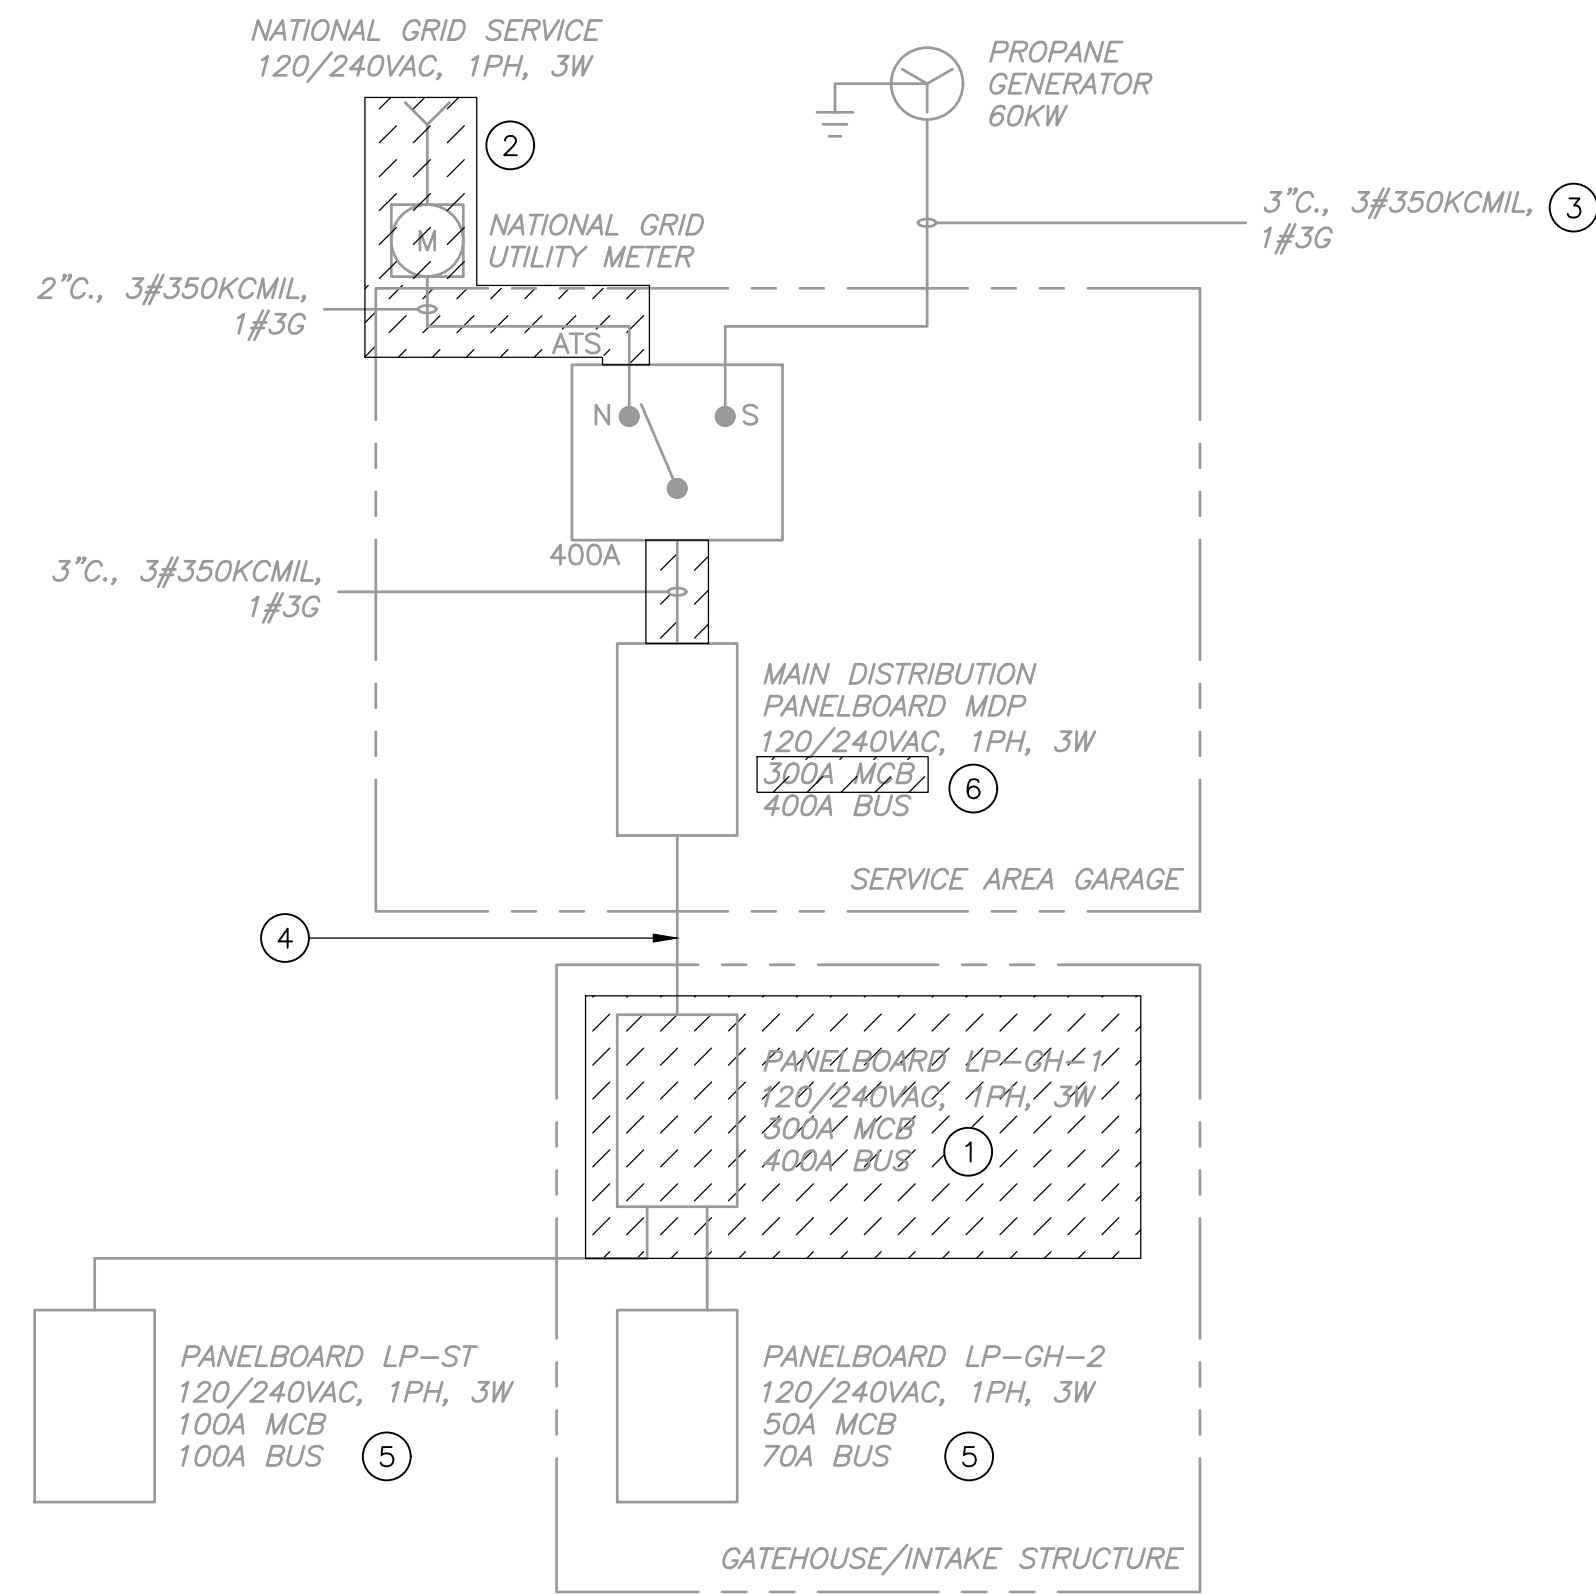 NATIONAL GRID SERVICE
120/240VAC, 1PH, 3W
PROPANE
GENERATOR
60KW
2
3"C., 3#350KCMIL,
1#3G
3
M
NATIONAL GRID
UTILITY METER
2"C., 3#350KCMIL,
1#3G
ATS
N
S
400A
3"C., 3#350KCMIL,
1#3G
MAIN DISTRIBUTION
PANELBOARD MDP
120/240VAC, 1PH, 3W
300A MCB
400A BUS
6
SERVICE AREA GARAGE
4
PANELBOARD LP-GH-1
120/240VAC, 1PH, 3W
300A MCB
400A BUS
1
PANELBOARD LP-ST
120/240VAC, 1PH, 3W
100A MCB
100A BUS
5
PANELBOARD LP-GH-2
120/240VAC, 1PH, 3W
50A MCB
70A BUS
5
GATEHOUSE/INTAKE STRUCTURE